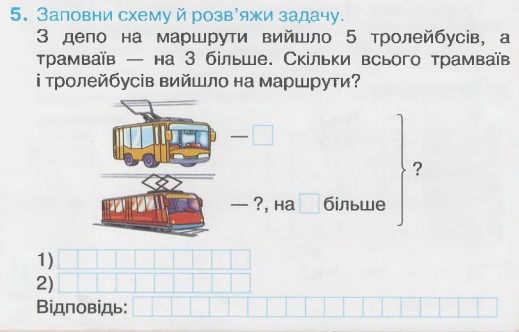 5. Заповни схему й розв'яжи задачу.
З депо на маршрути вийшло 5 тролейбусів, а
трамваїв — на 3 більше. Скільки всього трамваїв
і тролейбусів вийшло на маршрути?
—
?
— ?, на більше
1)
2)
Відповідь: